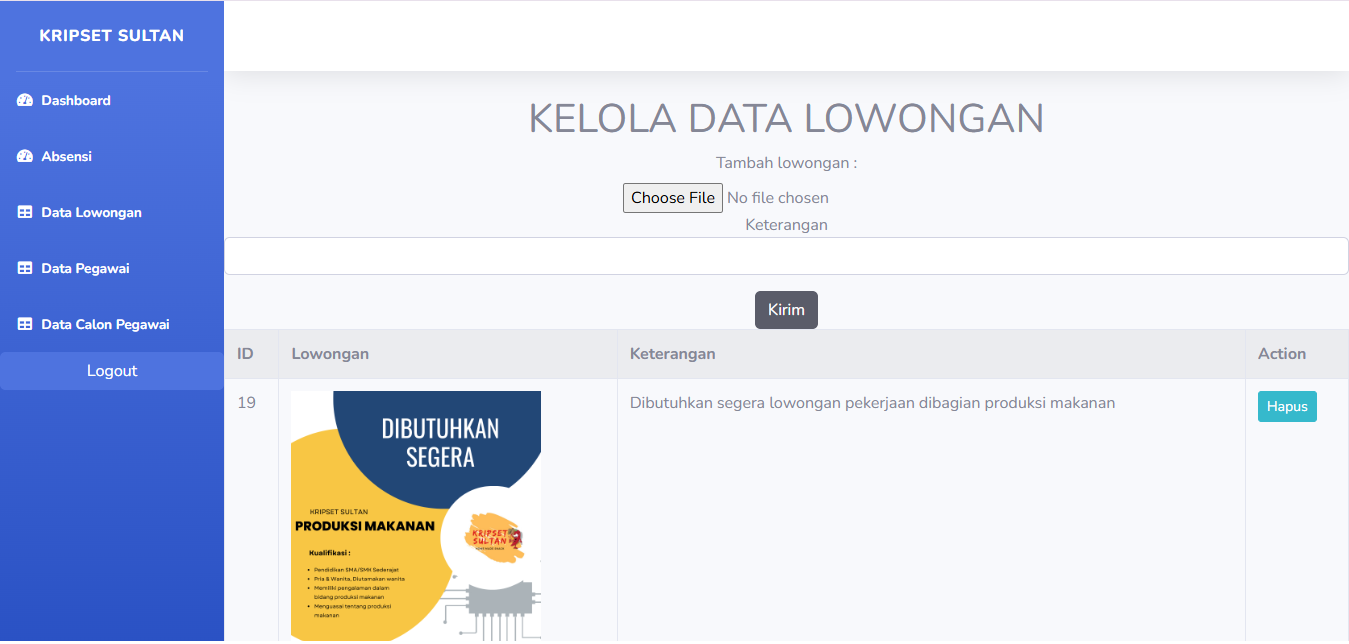 KRIPSET SULTAN
Dashboard
Absensi
Data Lowongan
Data Pegawai
Data Calon Pegawai
Logout
KELOLA DATA LOWONGAN
Tambah lowongan :
Choose File No file chosen
Keterangan
Kirim
ID Lowongan Keterangan Action
19 Dibutuhkan segera lowongan pekerjaan dibagian produksi makanan Hapus
DIBUTUHKAN
SEGERA
KRIPSET SULTAN
PRODUKSI MAKANAN
KRIPSET
SULTAN
Kualifikasi :
• Pendidikan SMA/SMK Sederajat
• Pria & Wanita, Diutamakan wanita
• Memiliki pengalaman dalam
bidang produksi makanan
• Menguasai tentang produksi
makanan